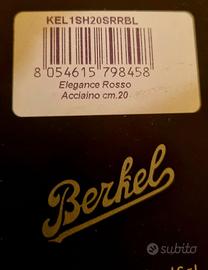 KEL1SH20SRRBL
8 054615 798458
Elegance Rosso
Acciaino cm.20
Berkel
subito